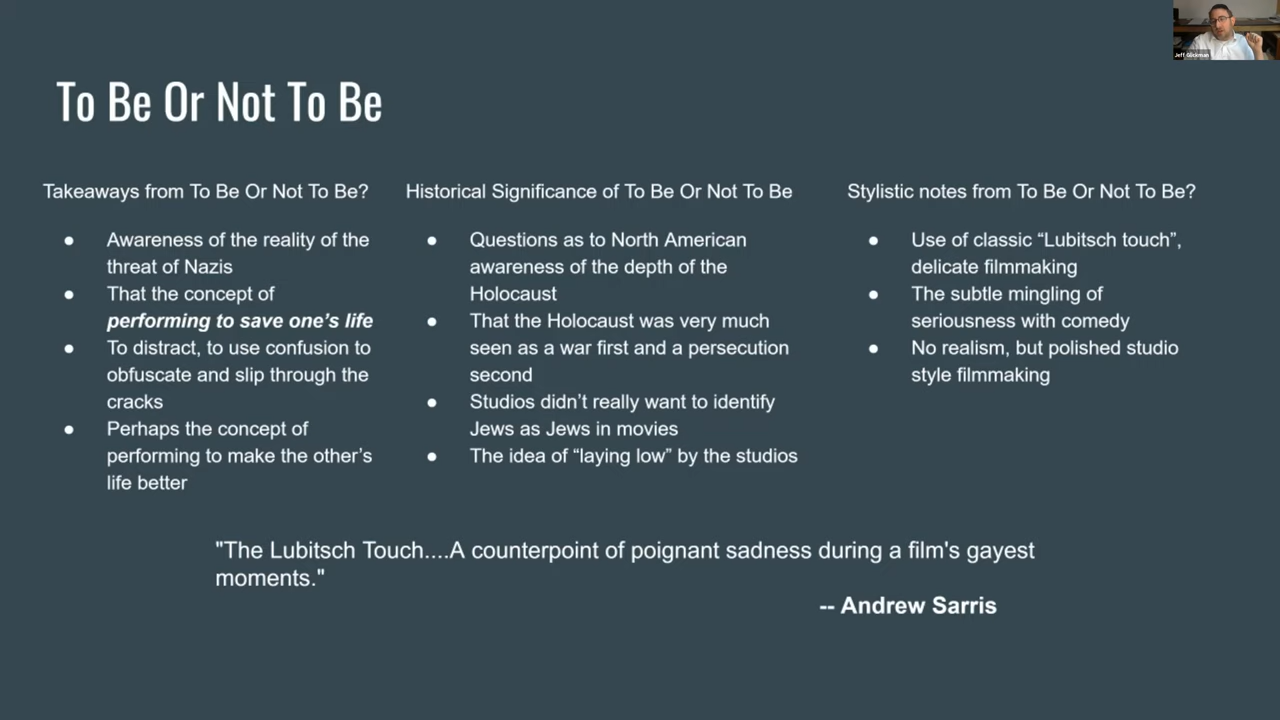 To Be Or Not To Be
Takeaways from To Be Or Not To Be?
● Awareness of the reality of the
threat of Nazis
● That the concept of
performing to save one’s life
● To distract, to use confusion to
obfuscate and slip through the
cracks
● Perhaps the concept of
performing to make the other’s
life better
Historical Significance of To Be Or Not To Be
● Questions as to North American
awareness of the depth of the
Holocaust
● That the Holocaust was very much
seen as a war first and a persecution
second
● Studios didn’t really want to identify
Jews as Jews in movies
● The idea of “laying low” by the studios
Stylistic notes from To Be Or Not To Be?
● Use of classic “Lubitsch touch”,
delicate filmmaking
● The subtle mingling of
seriousness with comedy
● No realism, but polished studio
style filmmaking
"The Lubitsch Touch....A counterpoint of poignant sadness during a film's gayest
moments."
-- Andrew Sarris
Jeff